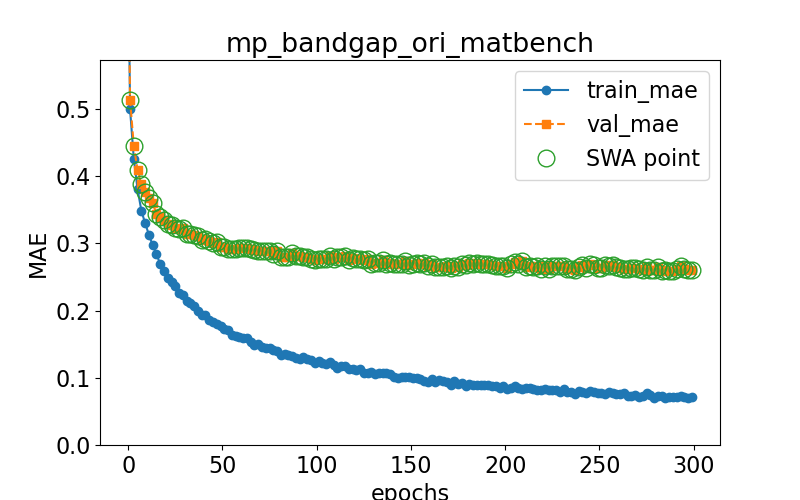 mp_bandgap_ori_matbench
train_mae
val_mae
SWA point
MAE
0.5
0.4
0.3
0.2
0.1
0.0
0 50 100 150 200 250 300
epochs